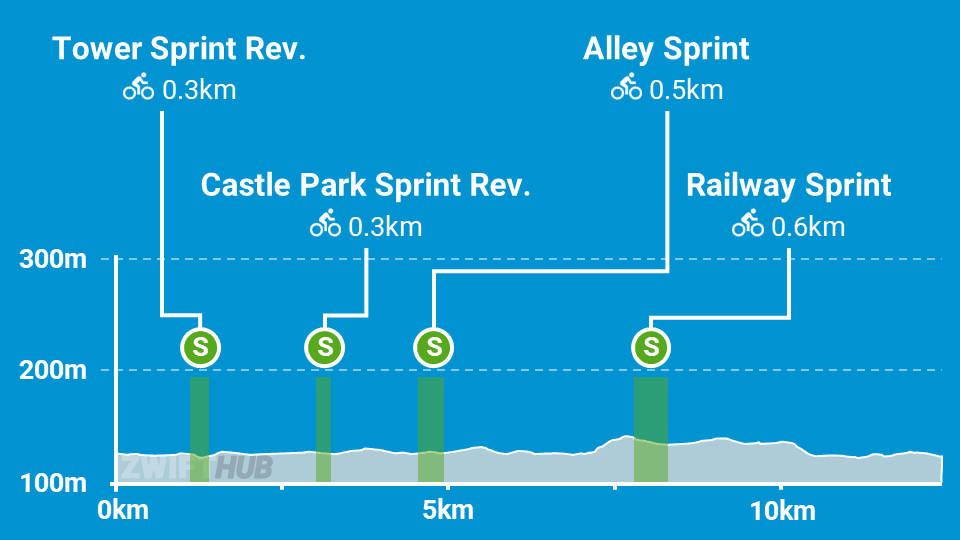 Tower Sprint Rev.
0.3km
Alley Sprint
0.5km
Castle Park Sprint Rev.
0.3km
Railway Sprint
0.6km
300m
S
S
S
S
200m
ZWIFTHUB
100m
0km
5km
10km